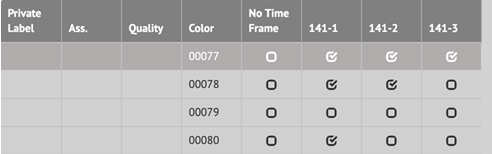 Private Label Ass. Quality Color No Time Frame 141-1 141-2 141-3
00077
00078
00079
00080